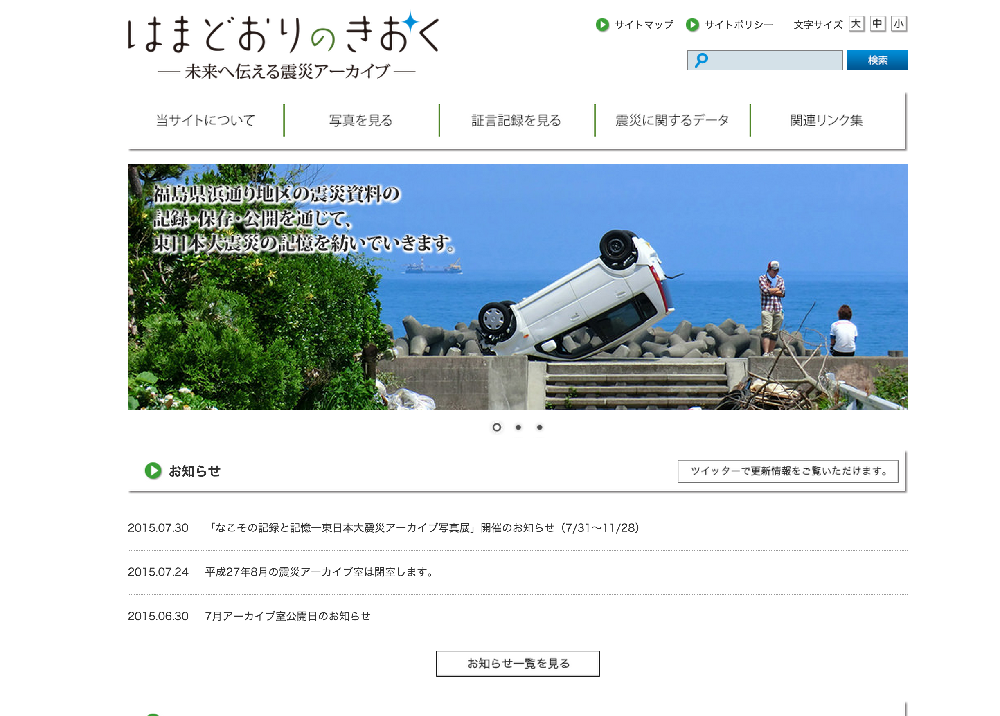 はまどおりのきおく
― 未来へ伝える震災アーカイブ ―
サイトマップ サイトポリシー 文字サイズ 大 中 小
検索
当サイトについて 写真を見る 証言記録を見る 震災に関するデータ 関連リンク集
福島県浜通り地区の震災資料の
記録・保存・公開を通じて、
東日本大震災の記憶を紡いでいきます。
お知らせ ツイッターで更新情報をご覧いただけます。
2015.07.30 「なこその記録と記憶―東日本大震災アーカイブ写真展」開催のお知らせ（7/31～11/28）
2015.07.24 平成27年8月の震災アーカイブ室は閉室します。
2015.06.30 7月アーカイブ室公開日のお知らせ
お知らせ一覧を見る